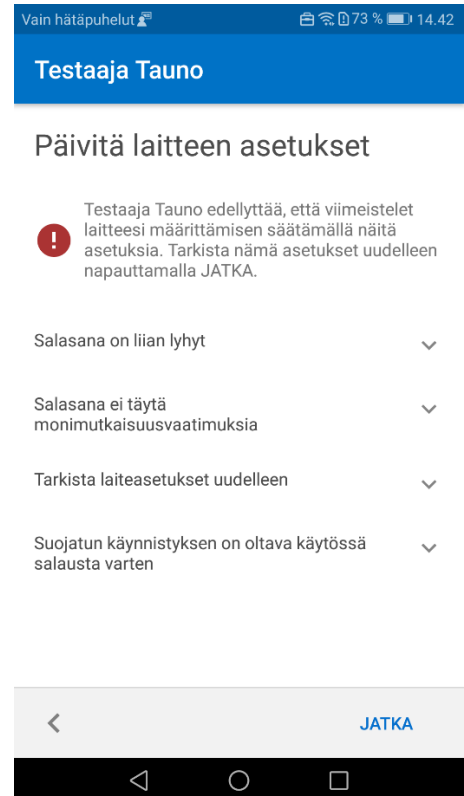 Vain hätäpuhelut 73 % 14.42
Testaaja Tauno
Päivitä laitteen asetukset
Testaaja Tauno edellyttää, että viimeistelet
laitteesi määrittämisen säätämällä näitä
asetuksia. Tarkista nämä asetukset uudelleen
napauttamalla JATKA.
Salasana on liian lyhyt
Salasana ei täytä
monimutkaisuusvaatimuksia
Tarkista laiteasetukset uudelleen
Suojatun käynnistyksen on oltava käytössä
salausta varten
JATKA